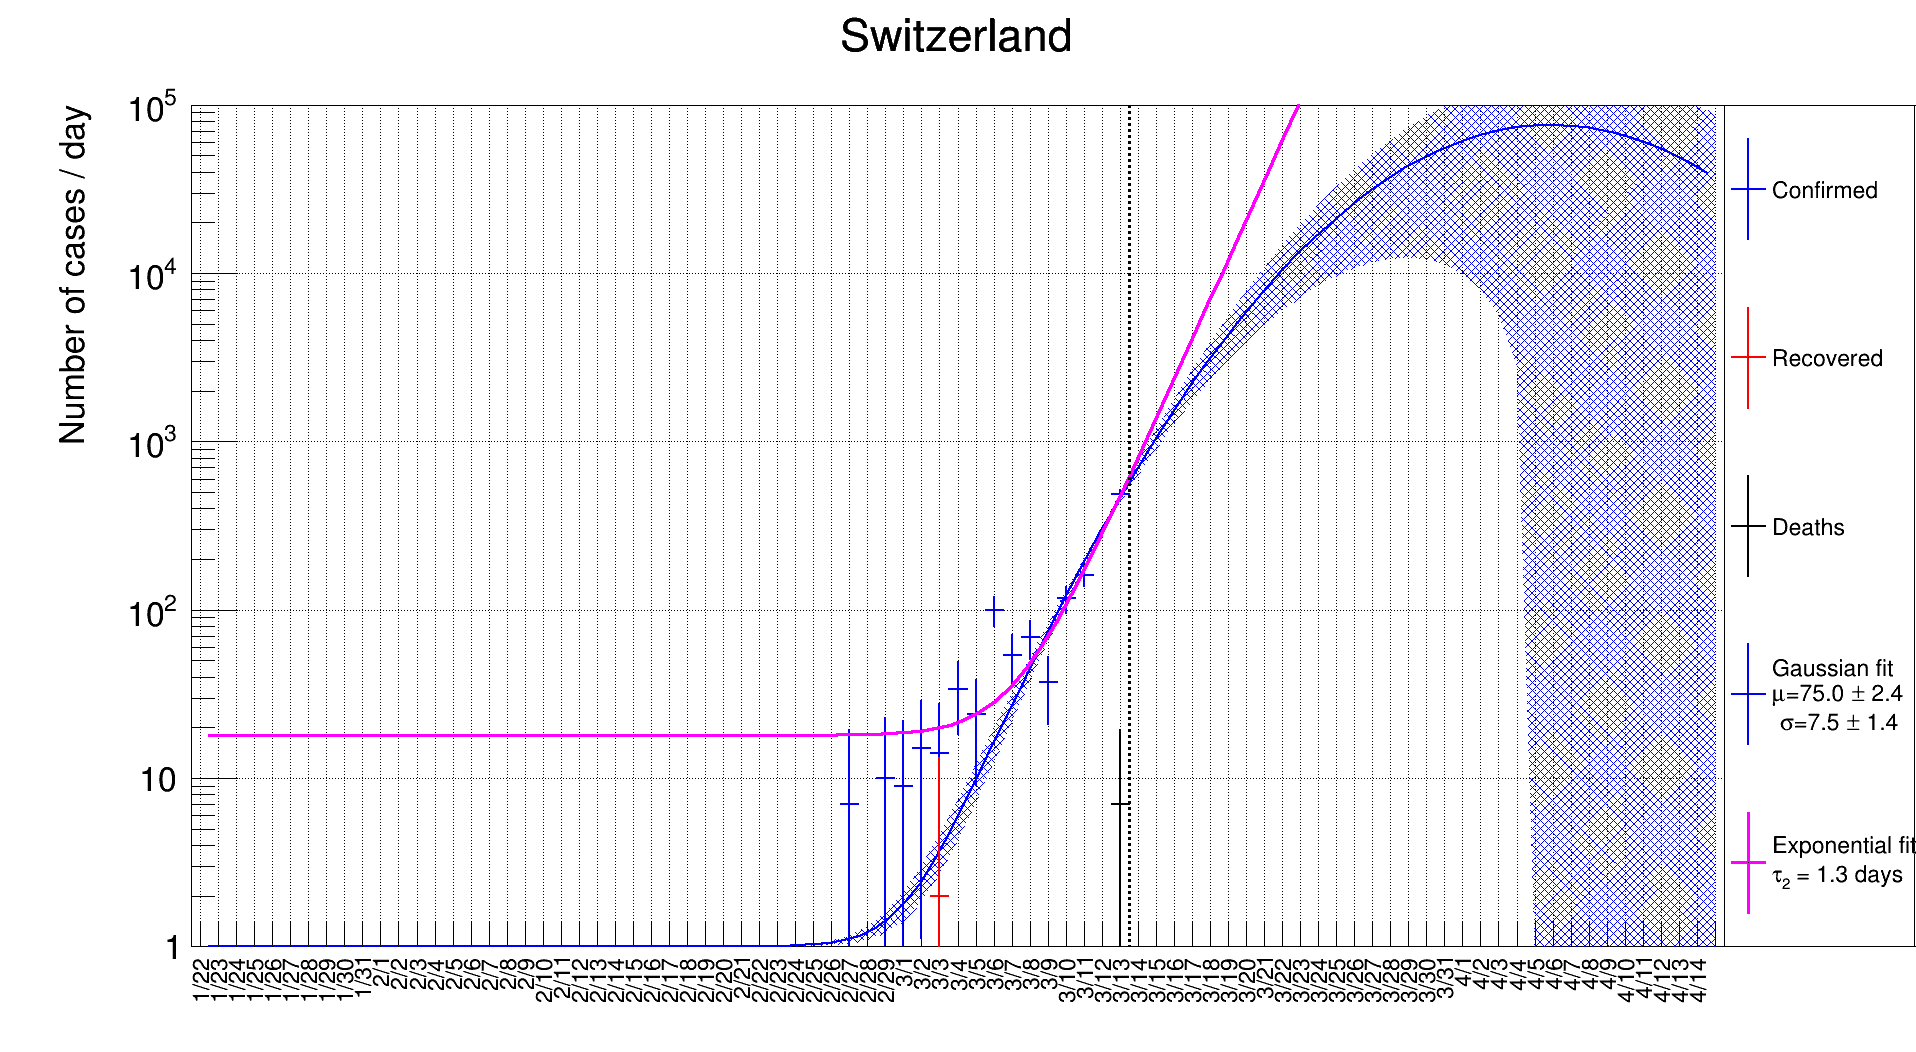 Switzerland
Number of cases / day
10⁵
10⁴
10³
10²
10
1
1/22 1/23 1/24 1/25 1/26 1/27 1/28 1/29 1/30 1/31 2/1 2/2 2/3 2/4 2/5 2/6 2/7 2/8 2/9 2/10 2/11 2/12 2/13 2/14 2/15 2/16 2/17 2/18 2/19 2/20 2/21 2/22 2/23 2/24 2/25 2/26 2/27 2/28 2/29 3/1 3/2 3/3 3/4 3/5 3/6 3/7 3/8 3/9 3/10 3/11 3/12 3/13 3/14 3/15 3/16 3/17 3/18 3/19 3/20 3/21 3/22 3/23 3/24 3/25 3/26 3/27 3/28 3/29 3/30 3/31 4/1 4/2 4/3 4/4 4/5 4/6 4/7 4/8 4/9 4/10 4/11 4/12 4/13 4/14
Confirmed
Recovered
Deaths
Gaussian fit
μ=75.0 ± 2.4
σ=7.5 ± 1.4
Exponential fit
τ₂ = 1.3 days